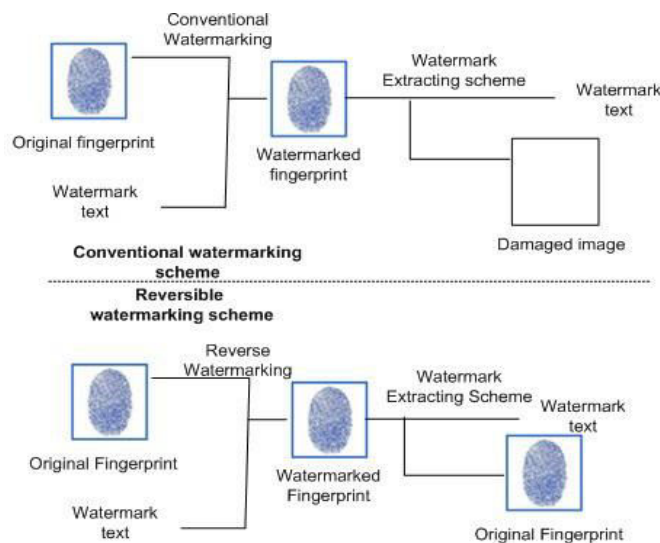 Conventional
Watermarking
Original fingerprint
Watermark
text
Watermarked
fingerprint
Watermark
Extracting scheme
Watermark
text
Damaged image
Conventional watermarking
scheme
Reversible
watermarking scheme
Reverse
Watermarking
Original Fingerprint
Watermark
text
Watermarked
Fingerprint
Watermark
Extracting Scheme
Watermark
text
Original Fingerprint